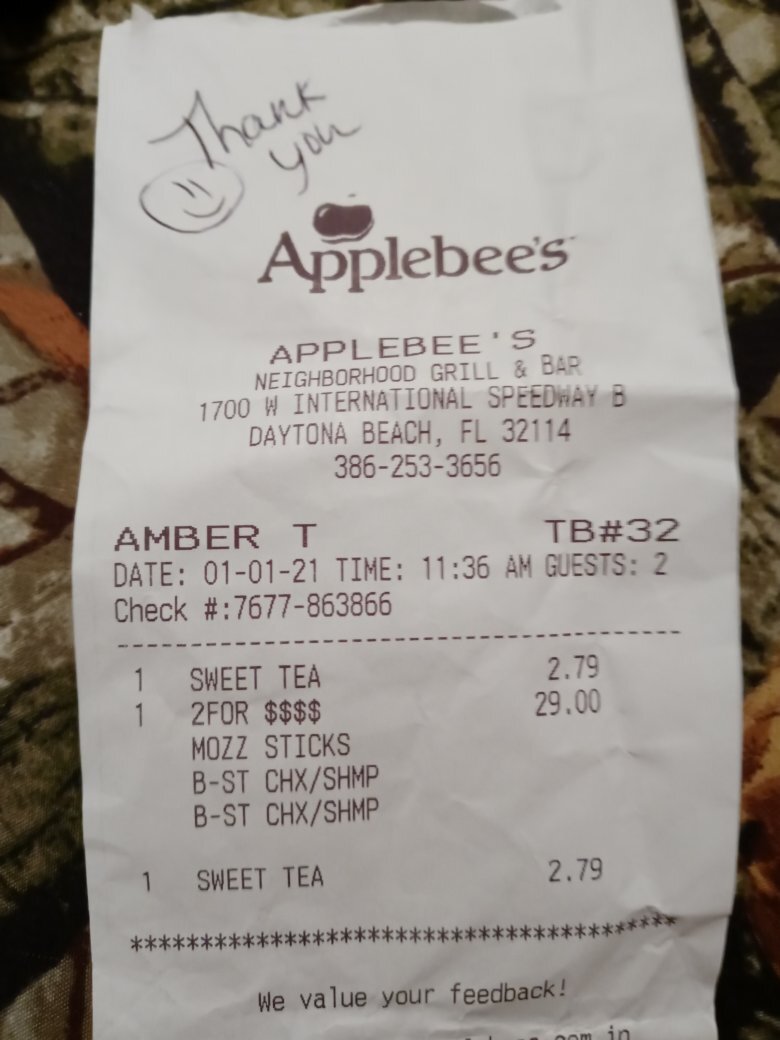 Thank
you
Applebee's
APPLEBEE'S
NEIGHBORHOOD GRILL & BAR
1700 W INTERNATIONAL SPEEDWAY B
DAYTONA BEACH, FL 32114
386-253-3656
AMBER T TB#32
DATE: 01-01-21 TIME: 11:36 AM GUESTS: 2
Check #:7677-863866
----------------------------------------
1 SWEET TEA 2.79
1 2FOR $$$$ 29.00
MOZZ STICKS
B-ST CHX/SHMP
B-ST CHX/SHMP
1 SWEET TEA 2.79
****************************************
We value your feedback!
in